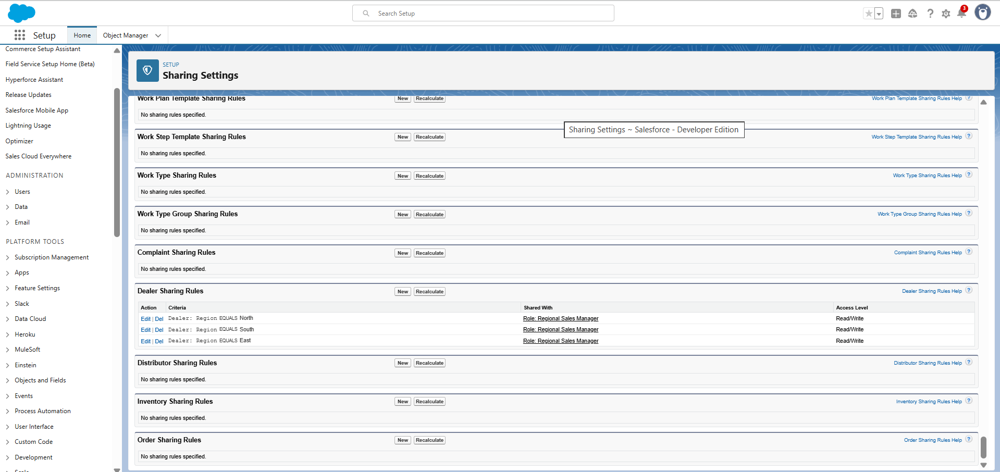 Search Setup
3
Setup
Home
Object Manager
Commerce Setup Assistant
Field Service Setup Home (Beta)
Hyperforce Assistant
Release Updates
Salesforce Mobile App
Lightning Usage
Optimizer
Sales Cloud Everywhere
ADMINISTRATION
Users
Data
Email
PLATFORM TOOLS
Subscription Management
Apps
Feature Settings
Slack
Data Cloud
Heroku
MuleSoft
Einstein
Objects and Fields
Events
Process Automation
User Interface
Custom Code
Development
Scale
SETUP
Sharing Settings
Work Plan Template Sharing Rules New Recalculate Work Plan Template Sharing Rules Help ?
No sharing rules specified.
Sharing Settings ~ Salesforce - Developer Edition
Work Step Template Sharing Rules New Recalculate Work Step Template Sharing Rules Help ?
No sharing rules specified.
Work Type Sharing Rules New Recalculate Work Type Sharing Rules Help ?
No sharing rules specified.
Work Type Group Sharing Rules New Recalculate Work Type Group Sharing Rules Help ?
No sharing rules specified.
Complaint Sharing Rules New Recalculate Complaint Sharing Rules Help ?
No sharing rules specified.
Dealer Sharing Rules New Recalculate Dealer Sharing Rules Help ?
Action Criteria Shared With Access Level
Edit | Del Dealer: Region EQUALS North Role: Regional Sales Manager Read/Write
Edit | Del Dealer: Region EQUALS South Role: Regional Sales Manager Read/Write
Edit | Del Dealer: Region EQUALS East Role: Regional Sales Manager Read/Write
Distributor Sharing Rules New Recalculate Distributor Sharing Rules Help ?
No sharing rules specified.
Inventory Sharing Rules New Recalculate Inventory Sharing Rules Help ?
No sharing rules specified.
Order Sharing Rules New Recalculate Order Sharing Rules Help ?
No sharing rules specified.